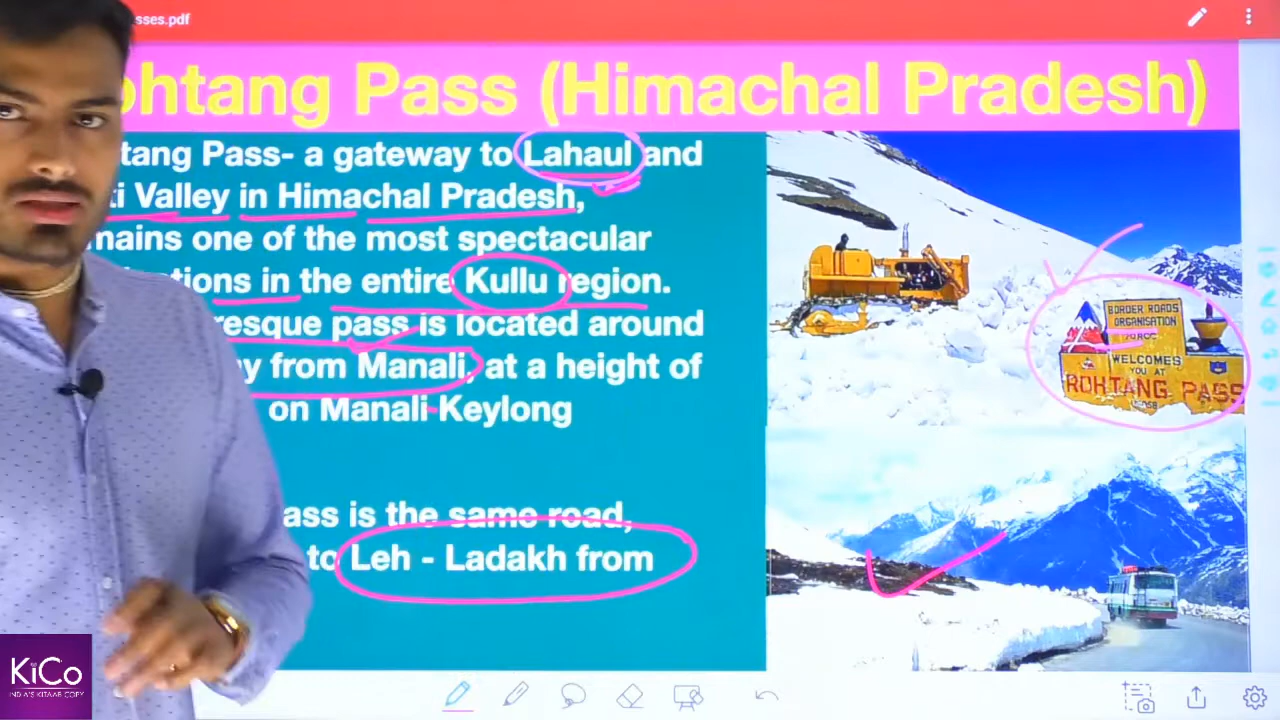 sses.pdf
ohtang Pass (Himachal Pradesh)
tang Pass- a gateway to Lahaul and
ti Valley in Himachal Pradesh,
mains one of the most spectacular
tions in the entire Kullu region.
resque pass is located around
y from Manali, at a height of
on Manali-Keylong
ass is the same road,
to Leh - Ladakh from
BORDER ROADS
ORGANISATION
WELCOMES
YOU AT
ROHTANG PASS
KiCo
INDIA'S KITAAB COPY